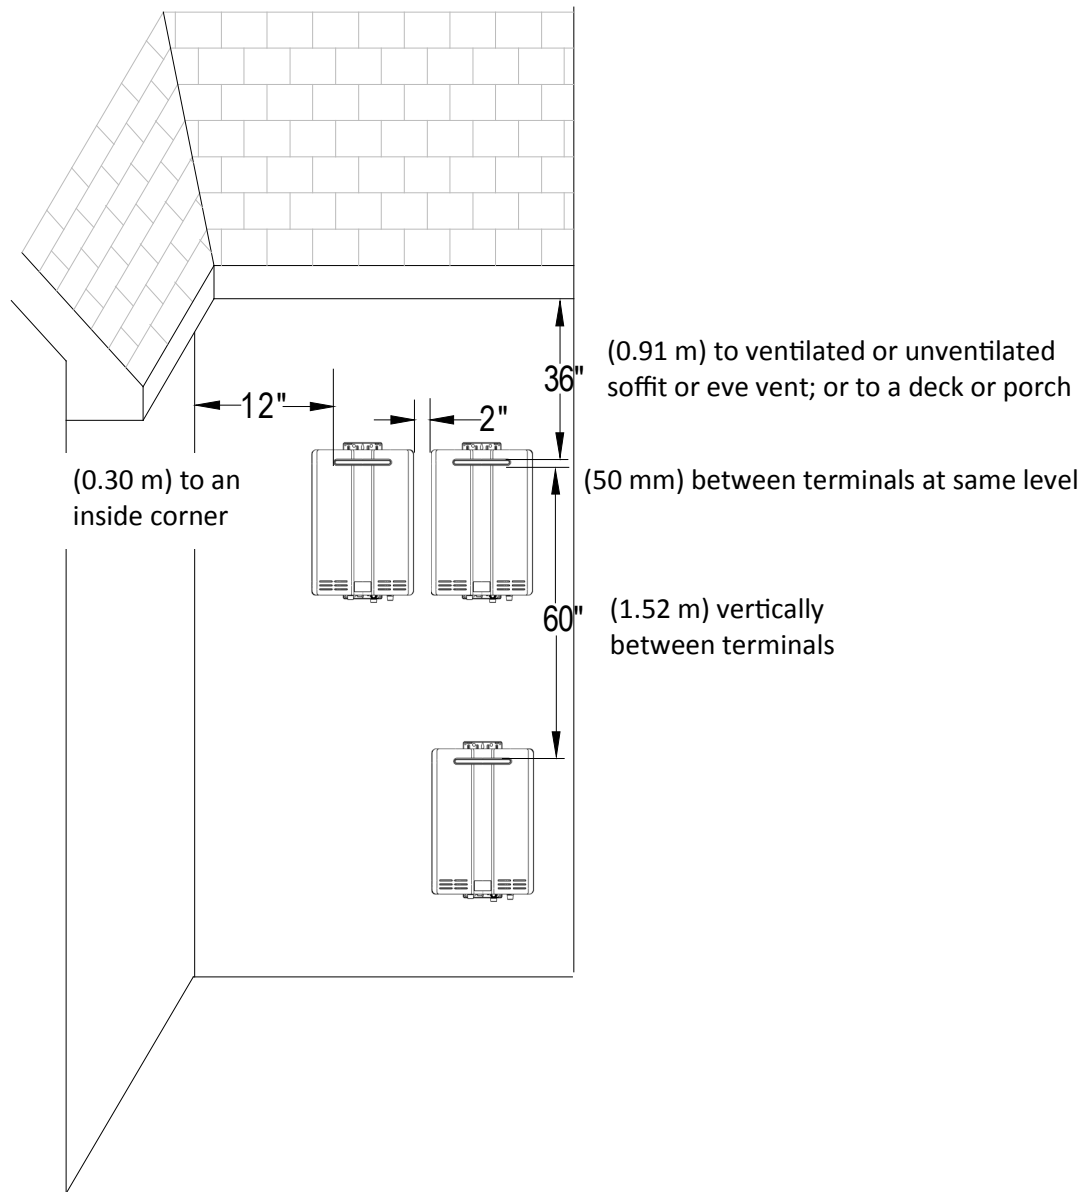 36"
(0.91 m) to ventilated or unventilated
soffit or eve vent; or to a deck or porch
12"
2"
(0.30 m) to an
inside corner
(50 mm) between terminals at same level
60"
(1.52 m) vertically
between terminals